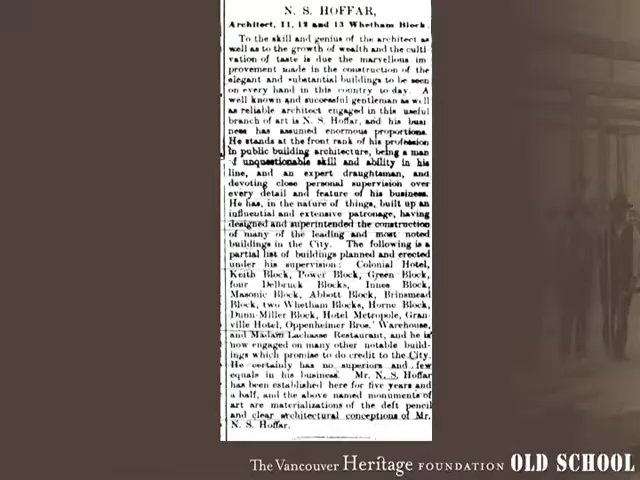 N. S. HOFFAR,
Architect, 11, 12 and 13 Whetham Block.
To the skill and genius of the architect as
well as to the growth of wealth and the culti
vation of taste is due the marvellous im-
provement made in the construction of the
elegant and substantial buildings to be seen
on every hand in this country to day. A
well known and successful gentleman as well
as reliable architect engaged in this useful
branch of art is N. S. Hoffar, and his busi
ness has assumed enormous proportions.
He stands at the front rank of his profession
in public building architecture, being a man
of unquestionable skill and ability in his
line, and an expert draughtsman, and
devoting close personal supervision over
every detail and feature of his business.
He has, in the nature of things, built up an
influential and extensive patronage, having
designed and superintended the construction
of many of the leading and most noted
buildings in the City. The following is a
partial list of buildings planned and erected
under his supervision: Colonial Hotel,
Keith Block, Power Block, Green Block,
four Delbruck Blocks, Innes Block,
Masonic Block, Abbott Block, Brinsmead
Block, two Whetham Blocks, Horne Block,
Dunn-Miller Block, Hotel Metropole, Gran-
ville Hotel, Oppenheimer Bros.' Warehouse,
and Madam Lachasse Restaurant, and he is
now engaged on many other notable build-
ings which promise to do credit to the City.
He certainly has no superiors and few
equals in his business. Mr. N. S. Hoffar
has been established here for five years and
a half, and the above named monuments of
art are materializations of the deft pencil
and clear architectural conceptions of Mr.
N. S. Hoffar.
The Vancouver Heritage FOUNDATION OLD SCHOOL